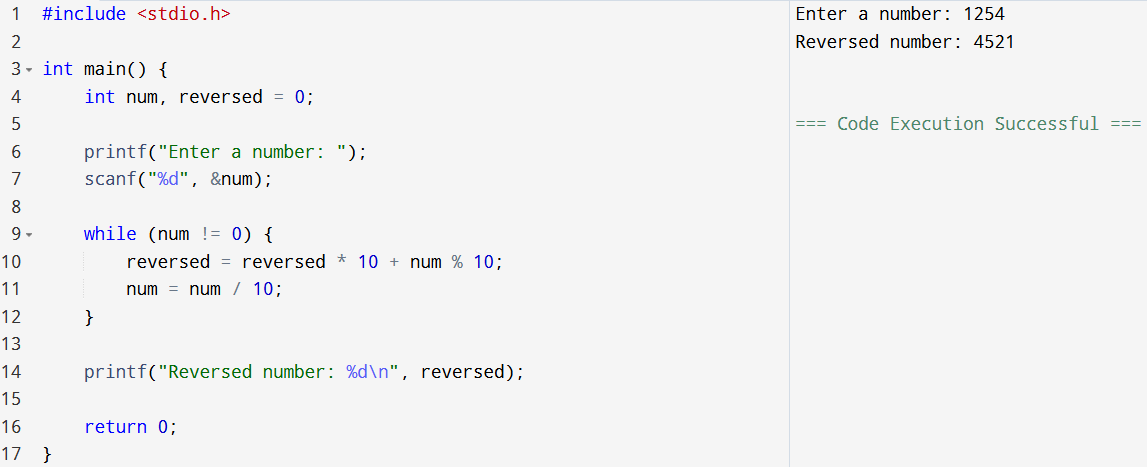 1 #include <stdio.h>
2
3 int main() {
4     int num, reversed = 0;
5
6     printf("Enter a number: ");
7     scanf("%d", &num);
8
9     while (num != 0) {
10         reversed = reversed * 10 + num % 10;
11         num = num / 10;
12     }
13
14     printf("Reversed number: %d\n", reversed);
15
16     return 0;
17 }
Enter a number: 1254
Reversed number: 4521
=== Code Execution Successful ===